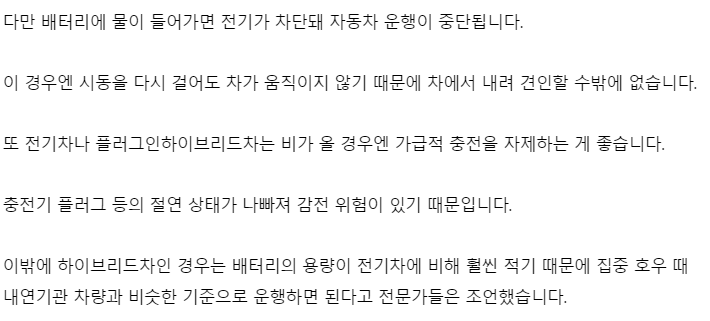 다만 배터리에 물이 들어가면 전기가 차단돼 자동차 운행이 중단됩니다.
이 경우엔 시동을 다시 걸어도 차가 움직이지 않기 때문에 차에서 내려 견인할 수밖에 없습니다.
또 전기차나 플러그인하이브리드차는 비가 올 경우엔 가급적 충전을 자제하는 게 좋습니다.
충전기 플러그 등의 절연 상태가 나빠져 감전 위험이 있기 때문입니다.
이밖에 하이브리드차인 경우는 배터리의 용량이 전기차에 비해 훨씬 적기 때문에 집중 호우 때
내연기관 차량과 비슷한 기준으로 운행하면 된다고 전문가들은 조언했습니다.